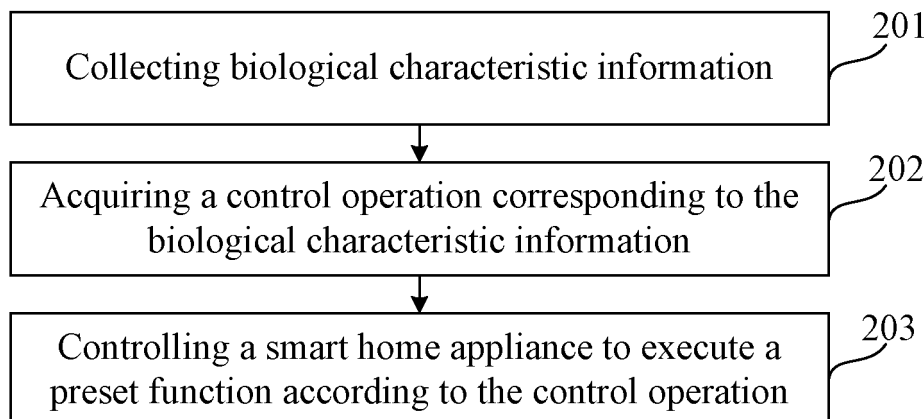 201
Collecting biological characteristic information
202
Acquiring a control operation corresponding to the
biological characteristic information
203
Controlling a smart home appliance to execute a
preset function according to the control operation